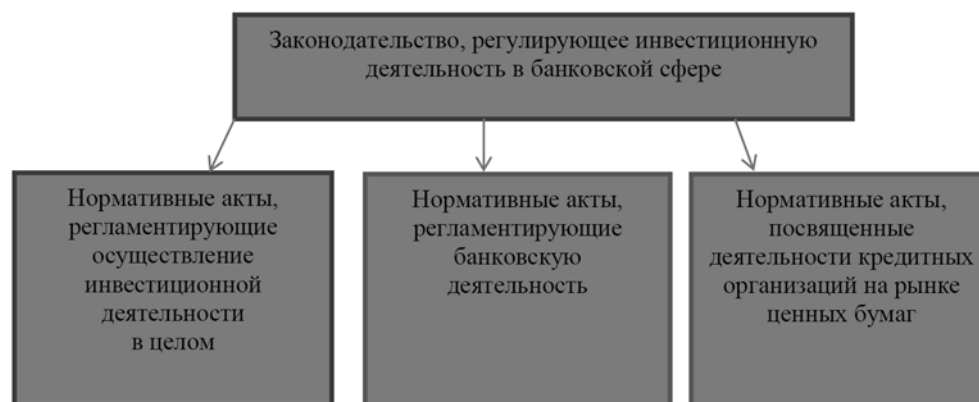 Законодательство, регулирующее инвестиционную
деятельность в банковской сфере
Нормативные акты,
регламентирующие
осуществление
инвестиционной
деятельности
в целом
Нормативные акты,
регламентирующие
банковскую
деятельность
Нормативные акты,
посвященные
деятельности кредитных
организаций на рынке
ценных бумаг